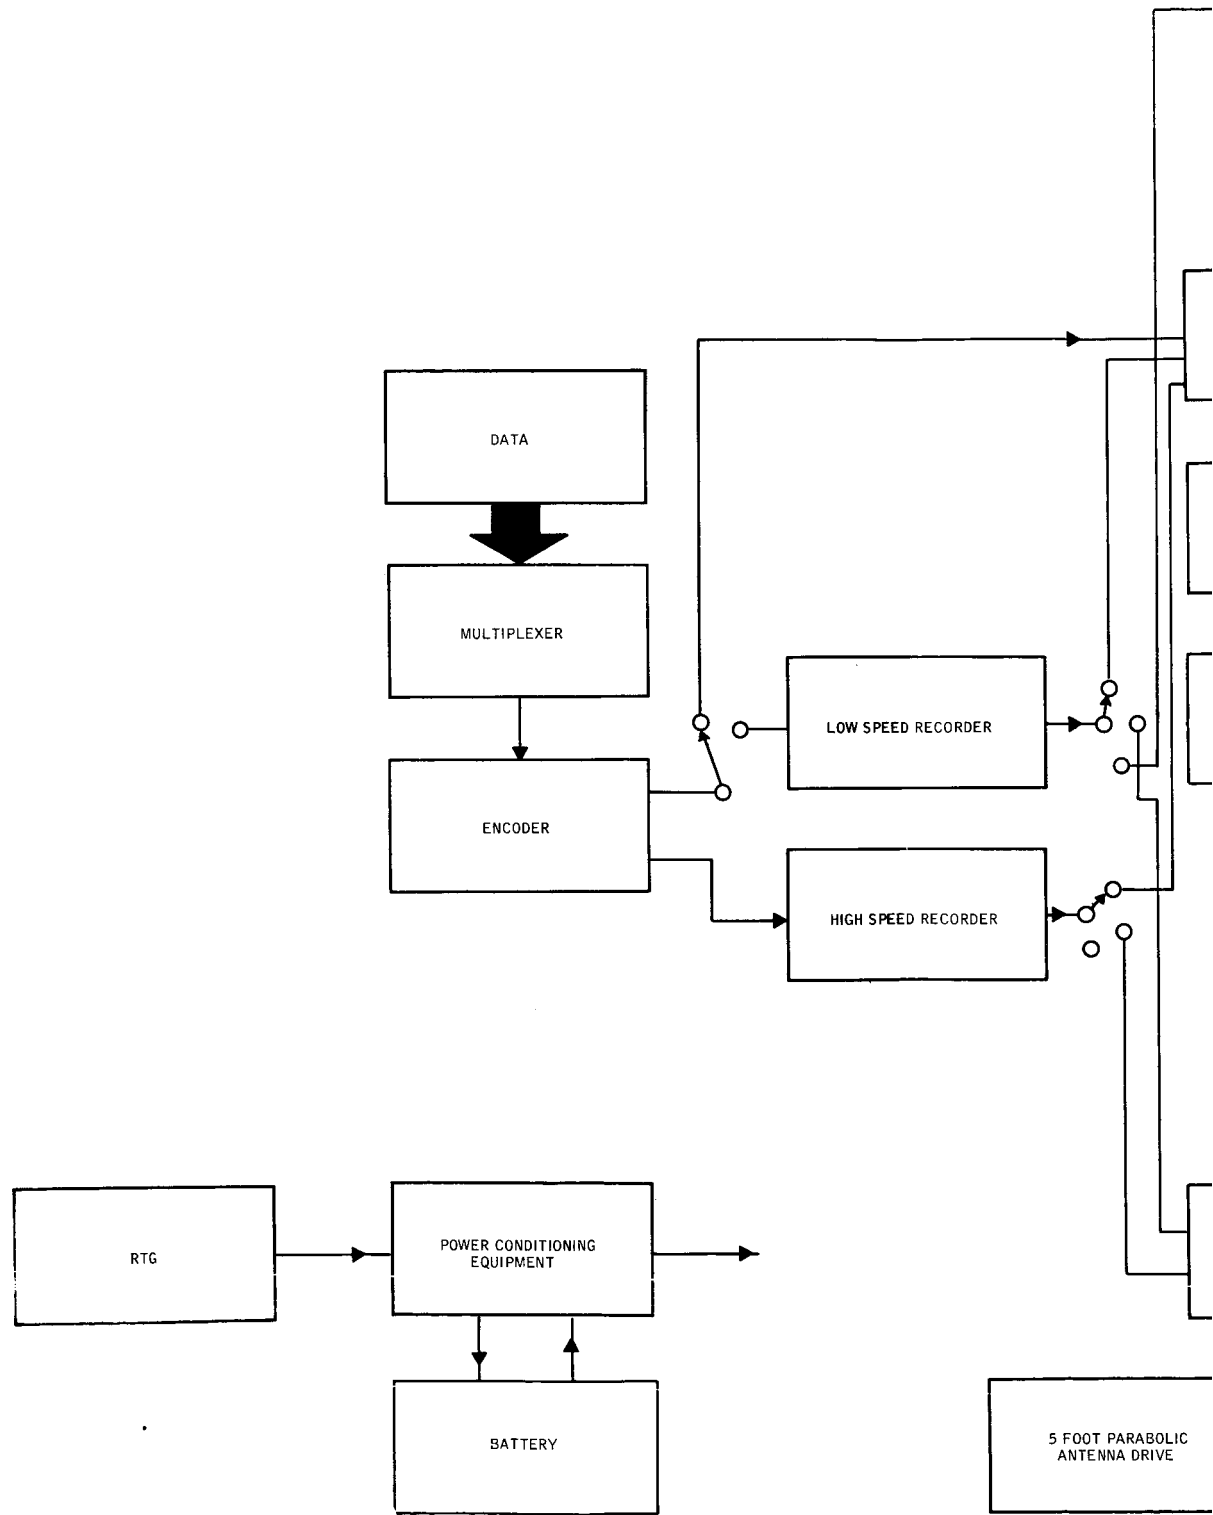 DATA
MULTIPLEXER
LOW SPEED RECORDER
ENCODER
HIGH SPEED RECORDER
RTG
POWER CONDITIONING
EQUIPMENT
BATTERY
5 FOOT PARABOLIC
ANTENNA DRIVE